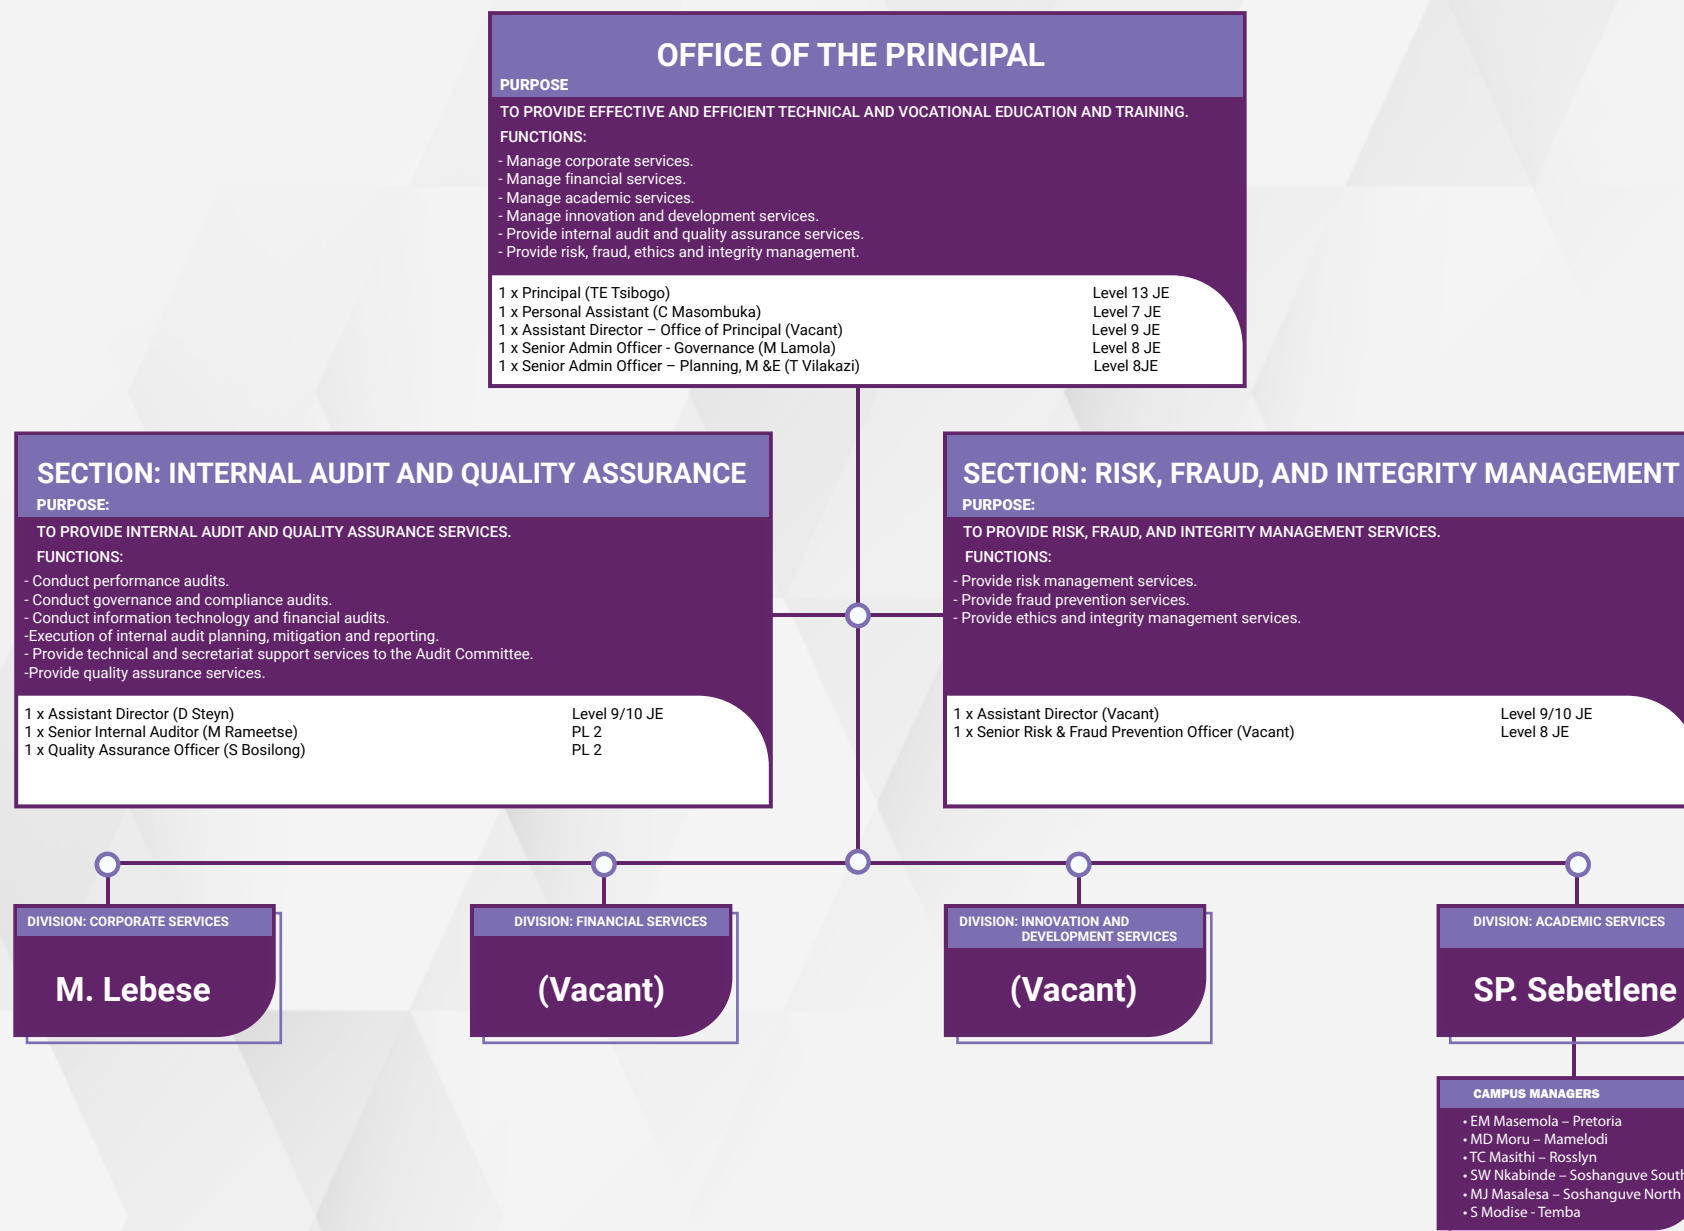 OFFICE OF THE PRINCIPAL
PURPOSE
TO PROVIDE EFFECTIVE AND EFFICIENT TECHNICAL AND VOCATIONAL EDUCATION AND TRAINING.
FUNCTIONS:
- Manage corporate services.
- Manage financial services.
- Manage academic services.
- Manage innovation and development services.
- Provide internal audit and quality assurance services.
- Provide risk, fraud, ethics and integrity management.
1 x Principal (TE Tsibogo) Level 13 JE
1 x Personal Assistant (C Masombuka) Level 7 JE
1 x Assistant Director – Office of Principal (Vacant) Level 9 JE
1 x Senior Admin Officer - Governance (M Lamola) Level 8 JE
1 x Senior Admin Officer – Planning, M &E (T Vilakazi) Level 8JE
SECTION: INTERNAL AUDIT AND QUALITY ASSURANCE
PURPOSE:
TO PROVIDE INTERNAL AUDIT AND QUALITY ASSURANCE SERVICES.
FUNCTIONS:
- Conduct performance audits.
- Conduct governance and compliance audits.
- Conduct information technology and financial audits.
-Execution of internal audit planning, mitigation and reporting.
- Provide technical and secretariat support services to the Audit Committee.
-Provide quality assurance services.
1 x Assistant Director (D Steyn) Level 9/10 JE
1 x Senior Internal Auditor (M Rameetse) PL 2
1 x Quality Assurance Officer (S Bosilong) PL 2
SECTION: RISK, FRAUD, AND INTEGRITY MANAGEMENT
PURPOSE:
TO PROVIDE RISK, FRAUD, AND INTEGRITY MANAGEMENT SERVICES.
FUNCTIONS:
- Provide risk management services.
- Provide fraud prevention services.
- Provide ethics and integrity management services.
1 x Assistant Director (Vacant) Level 9/10 JE
1 x Senior Risk & Fraud Prevention Officer (Vacant) Level 8 JE
DIVISION: CORPORATE SERVICES
M. Lebese
DIVISION: FINANCIAL SERVICES
(Vacant)
DIVISION: INNOVATION AND
DEVELOPMENT SERVICES
(Vacant)
DIVISION: ACADEMIC SERVICES
SP. Sebetlene
CAMPUS MANAGERS
• EM Masemola – Pretoria
• MD Moru – Mamelodi
• TC Masithi – Rosslyn
• SW Nkabinde – Soshanguve South
• MJ Masalesa – Soshanguve North
• S Modise - Temba